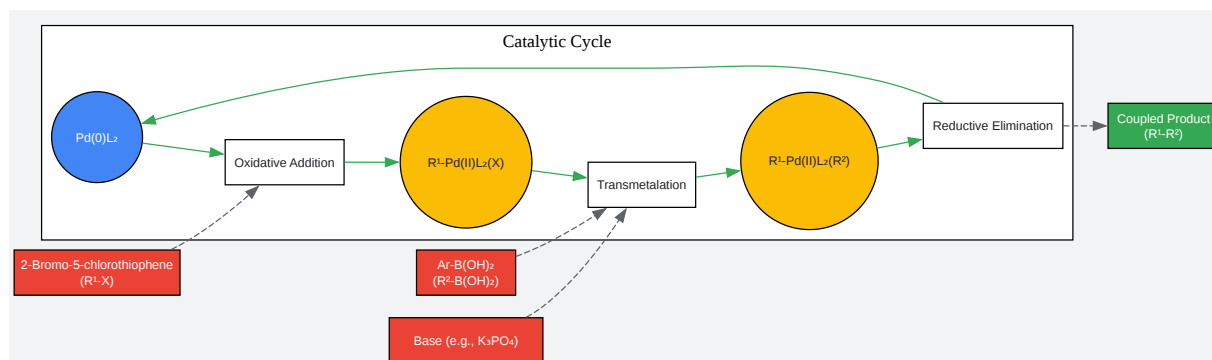 Catalytic Cycle
Pd(0)L₂
Oxidative Addition
R¹-Pd(II)L₂(X)
Transmetalation
R¹-Pd(II)L₂(R²)
Reductive Elimination
Coupled Product
(R¹-R²)
2-Bromo-5-chlorothiophene
(R¹-X)
Ar-B(OH)₂
(R²-B(OH)₂)
Base (e.g., K₃PO₄)